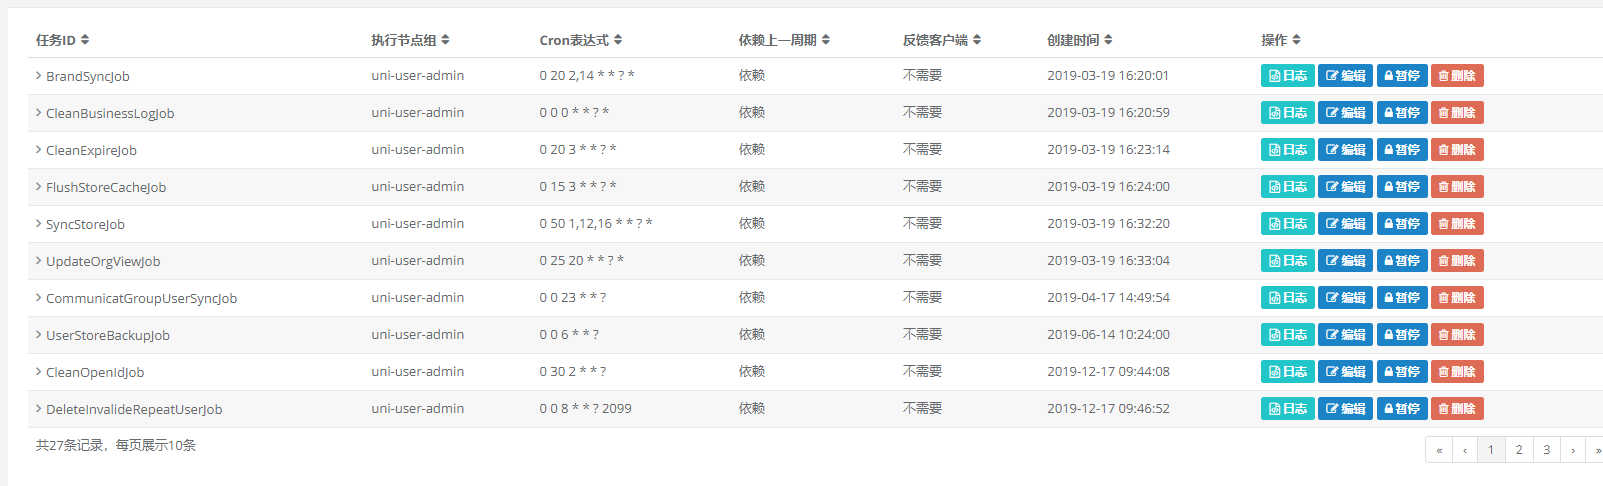 任务ID 执行节点组 Cron表达式 依赖上一周期 反馈客户端 创建时间 操作
BrandSyncJob uni-user-admin 0 20 2,14 * * ? * 依赖 不需要 2019-03-19 16:20:01 日志 编辑 暂停 删除
CleanBusinessLogJob uni-user-admin 0 0 0 * * ? * 依赖 不需要 2019-03-19 16:20:59 日志 编辑 暂停 删除
CleanExpireJob uni-user-admin 0 20 3 * * ? * 依赖 不需要 2019-03-19 16:23:14 日志 编辑 暂停 删除
FlushStoreCacheJob uni-user-admin 0 15 3 * * ? * 依赖 不需要 2019-03-19 16:24:00 日志 编辑 暂停 删除
SyncStoreJob uni-user-admin 0 50 1,12,16 * * ? * 依赖 不需要 2019-03-19 16:32:20 日志 编辑 暂停 删除
UpdateOrgViewJob uni-user-admin 0 25 20 * * ? * 依赖 不需要 2019-03-19 16:33:04 日志 编辑 暂停 删除
CommunicatGroupUserSyncJob uni-user-admin 0 0 23 * * ? 依赖 不需要 2019-04-17 14:49:54 日志 编辑 暂停 删除
UserStoreBackupJob uni-user-admin 0 0 6 * * ? 依赖 不需要 2019-06-14 10:24:00 日志 编辑 暂停 删除
CleanOpenIdJob uni-user-admin 0 30 2 * * ? 依赖 不需要 2019-12-17 09:44:08 日志 编辑 暂停 删除
DeleteInvalideRepeatUserJob uni-user-admin 0 0 8 * * ? 2099 依赖 不需要 2019-12-17 09:46:52 日志 编辑 暂停 删除
共27条记录，每页展示10条 « ‹ 1 2 3 › »